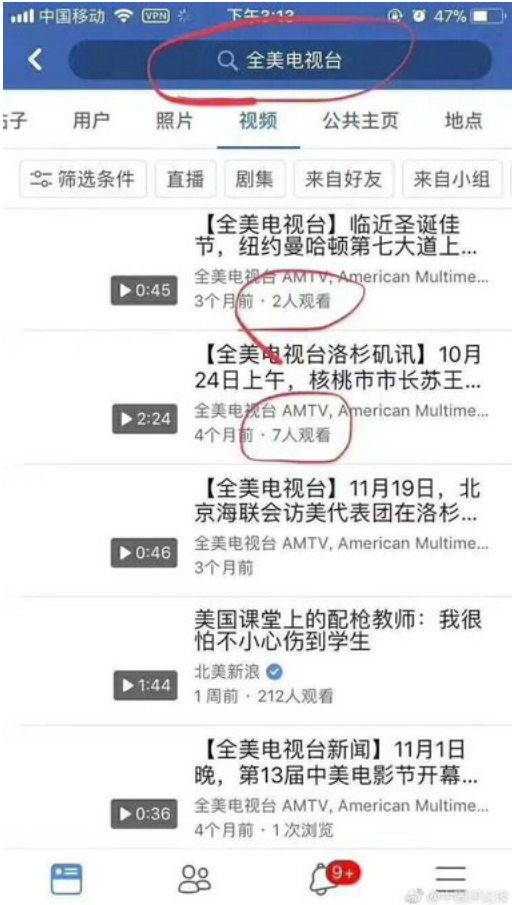 中国移动 VPN 下午3:13 47%
全美电视台
帖子 用户 照片 视频 公共主页 地点
筛选条件 直播 剧集 来自好友 来自小组
【全美电视台】临近圣诞佳
节，纽约曼哈顿第七大道上...
0:45
全美电视台 AMTV, American Multime...
3个月前 · 2人观看
【全美电视台洛杉矶讯】10月
24日上午，核桃市市长苏王...
2:24
全美电视台 AMTV, American Multime...
4个月前 · 7人观看
【全美电视台】11月19日，北
京海联会访美代表团在洛杉...
0:46
全美电视台 AMTV, American Multime...
3个月前
美国课堂上的配枪教师：我很
怕不小心伤到学生
北美新浪
1:44
1周前 · 212人观看
【全美电视台新闻】11月1日
晚，第13届中美电影节开幕...
0:36
全美电视台 AMTV, American Multime...
4个月前 · 1次浏览
9+